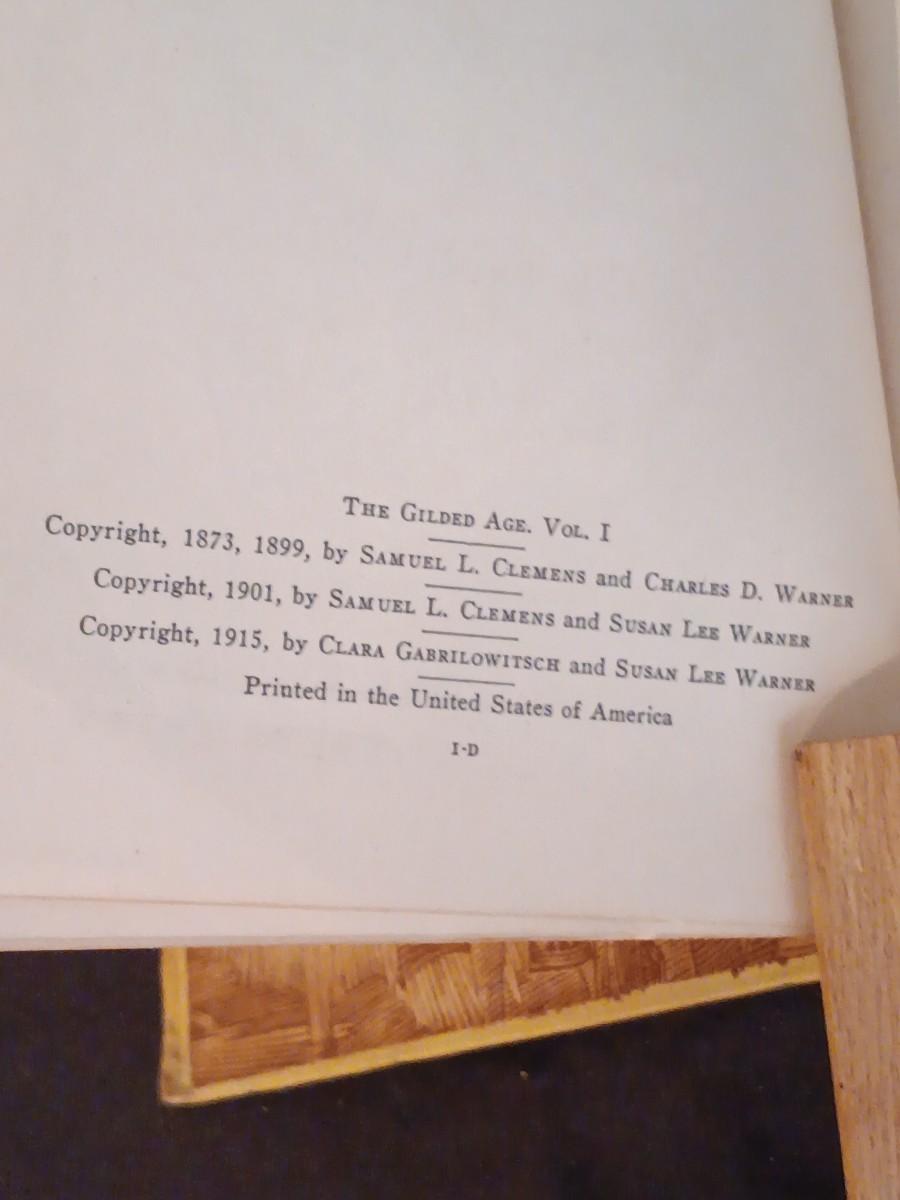 The Gilded Age. Vol. I
Copyright, 1873, 1899, by Samuel L. Clemens and Charles D. Warner
Copyright, 1901, by Samuel L. Clemens and Susan Lee Warner
Copyright, 1915, by Clara Gabrilowitsch and Susan Lee Warner
Printed in the United States of America
I-D